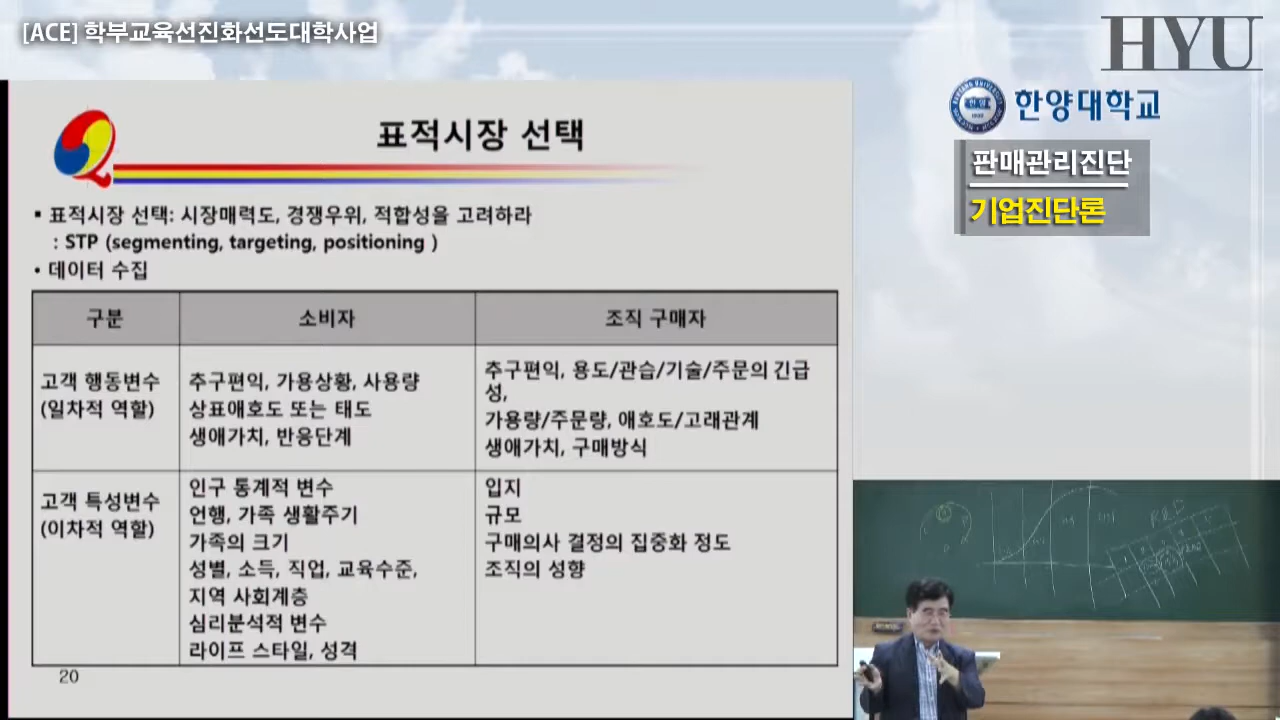 [ACE] 학부교육선진화선도대학사업
HYU
한양대학교
판매관리진단
기업진단론
표적시장 선택
▪ 표적시장 선택: 시장매력도, 경쟁우위, 적합성을 고려하라
: STP (segmenting, targeting, positioning )
• 데이터 수집
구분 소비자 조직 구매자
고객 행동변수
(일차적 역할)
추구편익, 가용상황, 사용량
상표애호도 또는 태도
생애가치, 반응단계
추구편익, 용도/관습/기술/주문의 긴급
성,
가용량/주문량, 애호도/고래관계
생애가치, 구매방식
고객 특성변수
(이차적 역할)
인구 통계적 변수
언행, 가족 생활주기
가족의 크기
성별, 소득, 직업, 교육수준,
지역 사회계층
심리분석적 변수
라이프 스타일, 성격
입지
규모
구매의사 결정의 집중화 정도
조직의 성향
20